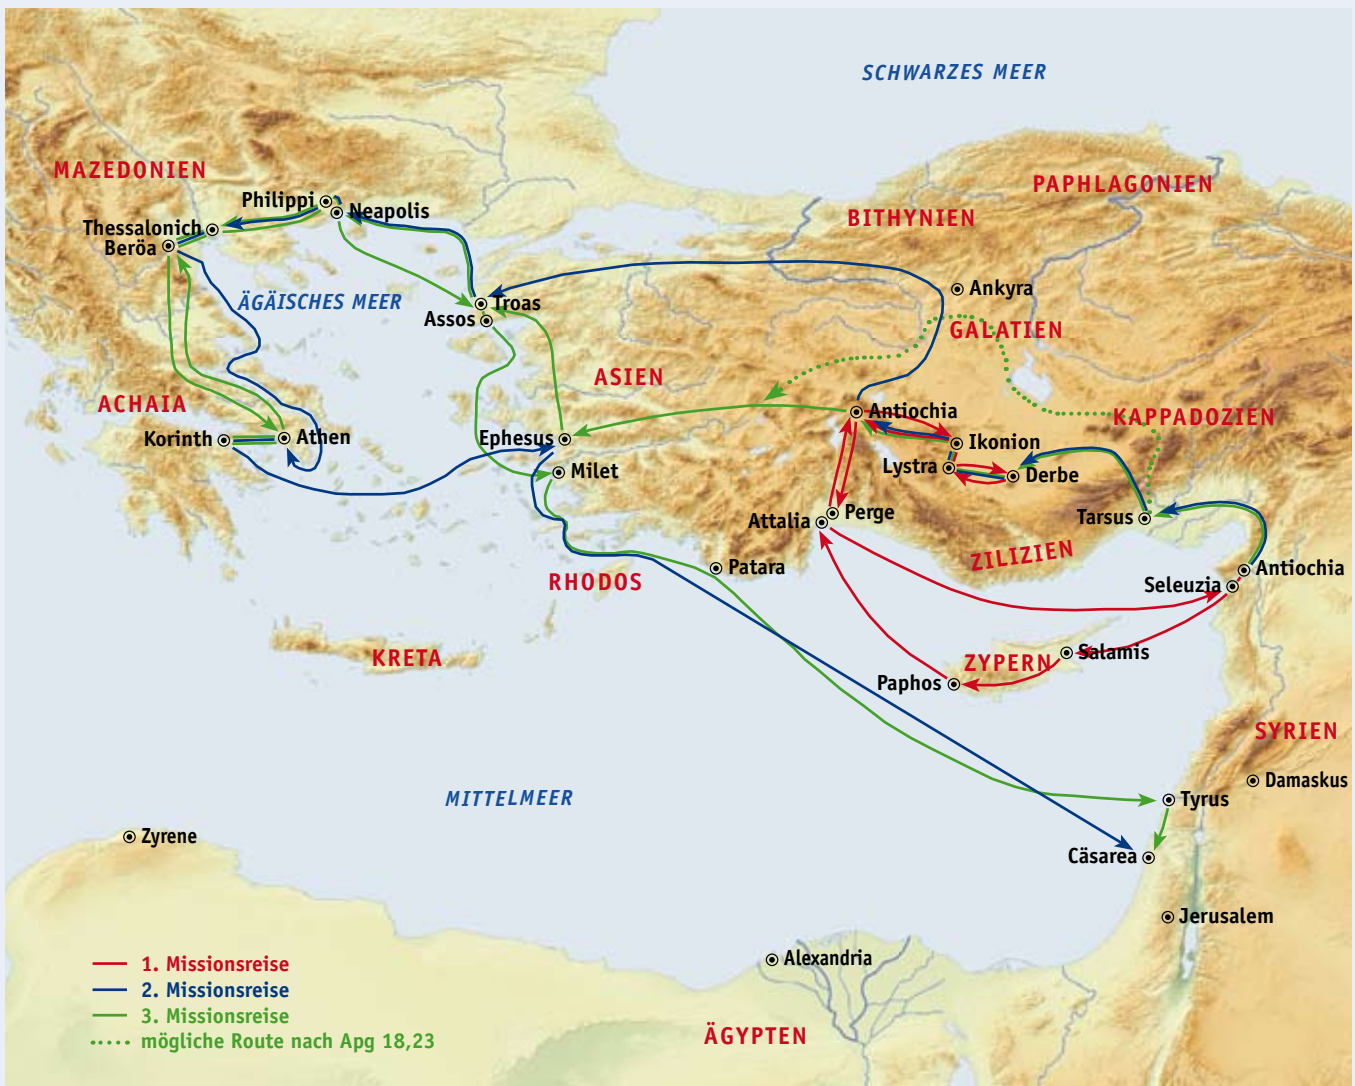 SCHWARZES MEER
MAZEDONIEN
PAPHLAGONIEN
Philippi
Neapolis
BITHYNIEN
Thessalonich
Beröa
ÄGÄISCHES MEER
Troas
Ankyra
Assos
GALATIEN
ASIEN
ACHAIA
Antiochia
KAPPADOZIEN
Korinth
Athen
Ephesus
Ikonion
Milet
Lystra
Derbe
Attalia
Perge
Tarsus
ZILIZIEN
Patara
Antiochia
RHODOS
Seleuzia
KRETA
ZYPERN
Salamis
Paphos
SYRIEN
Damaskus
MITTELMEER
Tyrus
Zyrene
Cäsarea
Jerusalem
Alexandria
1. Missionsreise
2. Missionsreise
3. Missionsreise
mögliche Route nach Apg 18,23
ÄGYPTEN